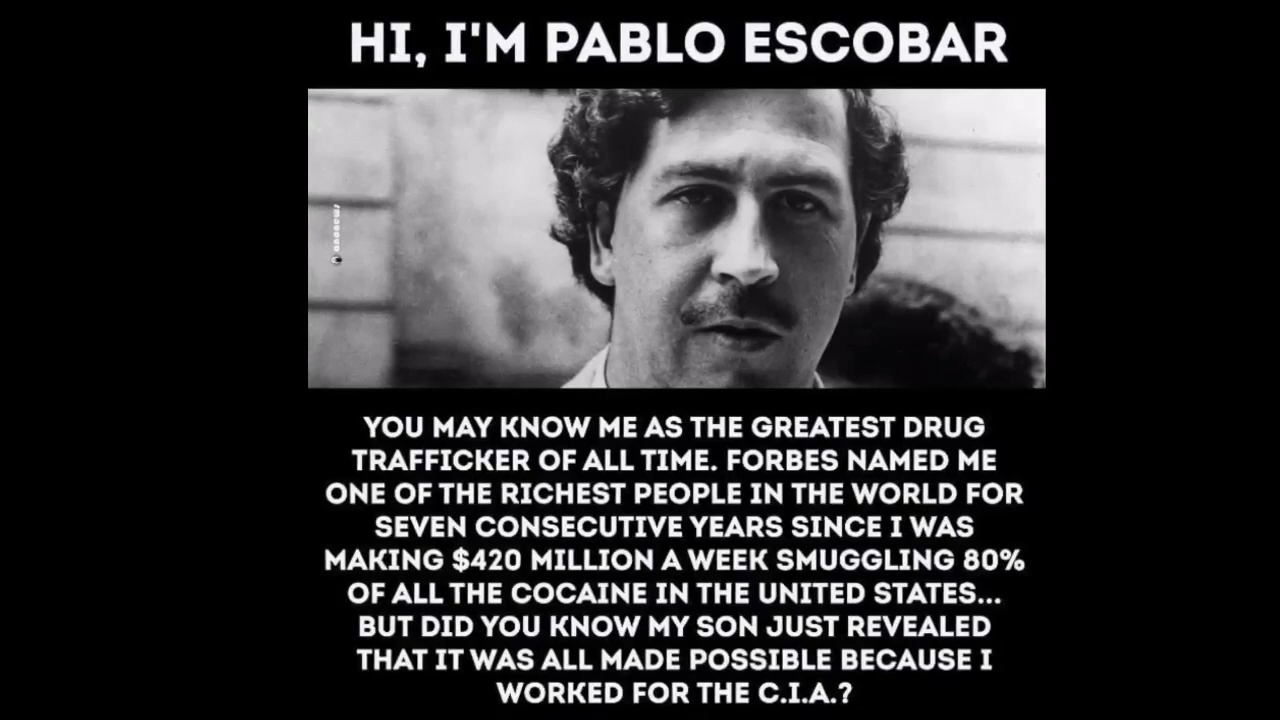 HI, I'M PABLO ESCOBAR
YOU MAY KNOW ME AS THE GREATEST DRUG
TRAFFICKER OF ALL TIME. FORBES NAMED ME
ONE OF THE RICHEST PEOPLE IN THE WORLD FOR
SEVEN CONSECUTIVE YEARS SINCE I WAS
MAKING $420 MILLION A WEEK SMUGGLING 80%
OF ALL THE COCAINE IN THE UNITED STATES...
BUT DID YOU KNOW MY SON JUST REVEALED
THAT IT WAS ALL MADE POSSIBLE BECAUSE I
WORKED FOR THE C.I.A.?